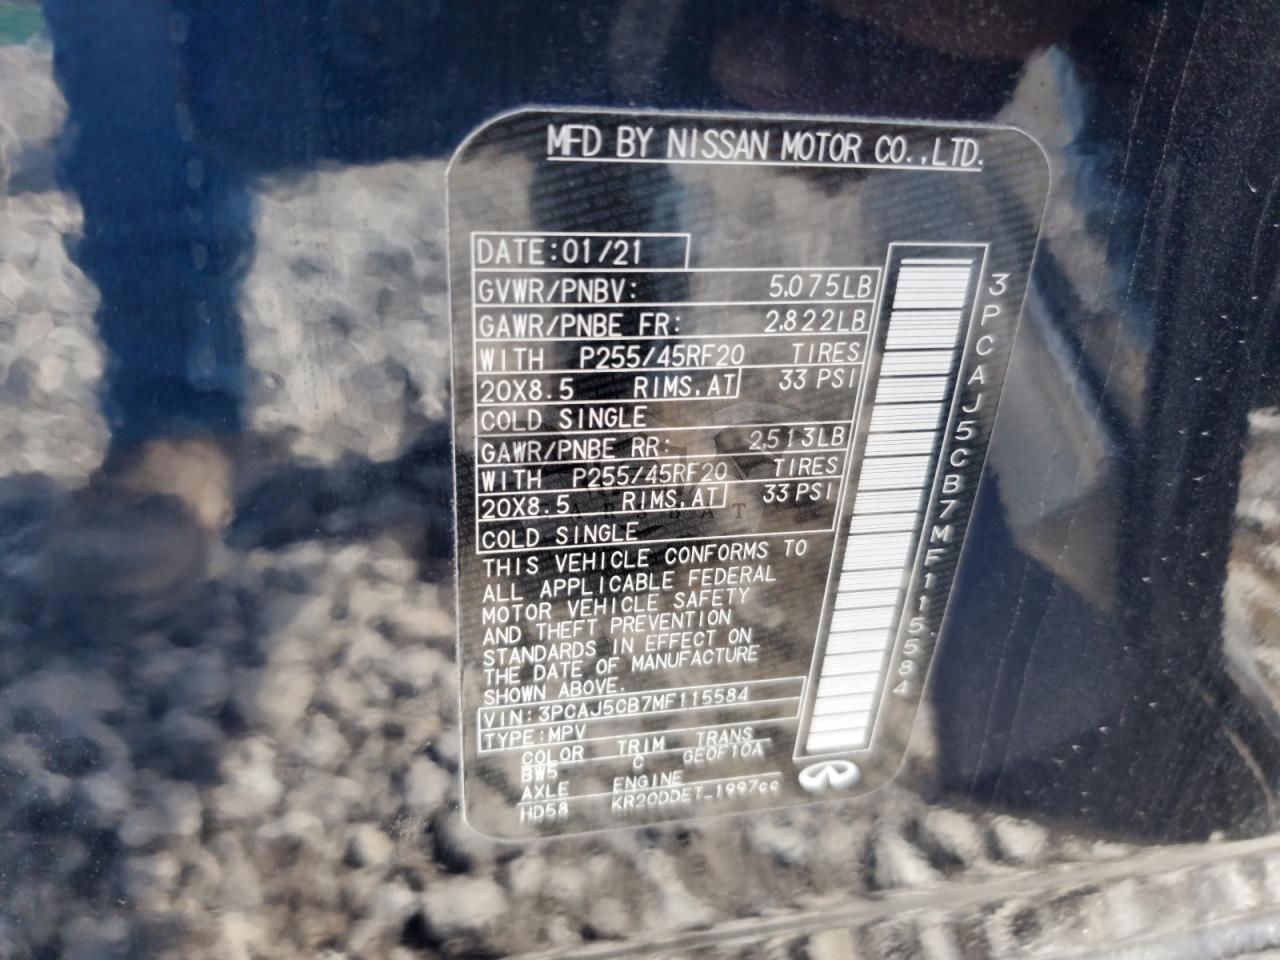 MFD BY NISSAN MOTOR CO.,LTD.
DATE:01/21
GVWR/PNBV: 5,075LB
GAWR/PNBE FR: 2,822LB
WITH P255/45RF20 TIRES
20X8.5 RIMS,AT 33 PSI
COLD SINGLE
GAWR/PNBE RR: 2,513LB
WITH P255/45RF20 TIRES
20X8.5 RIMS,AT 33 PSI
COLD SINGLE
THIS VEHICLE CONFORMS TO
ALL APPLICABLE FEDERAL
MOTOR VEHICLE SAFETY
AND THEFT PREVENTION
STANDARDS IN EFFECT ON
THE DATE OF MANUFACTURE
SHOWN ABOVE.
VIN:3PCAJ5CB7MF115584
TYPE:MPV
COLOR TRIM TRANS
BW5 C GE0F10A
AXLE ENGINE
HD58 KR20DDET_1997cc
3PCAJ5CB7MF115584